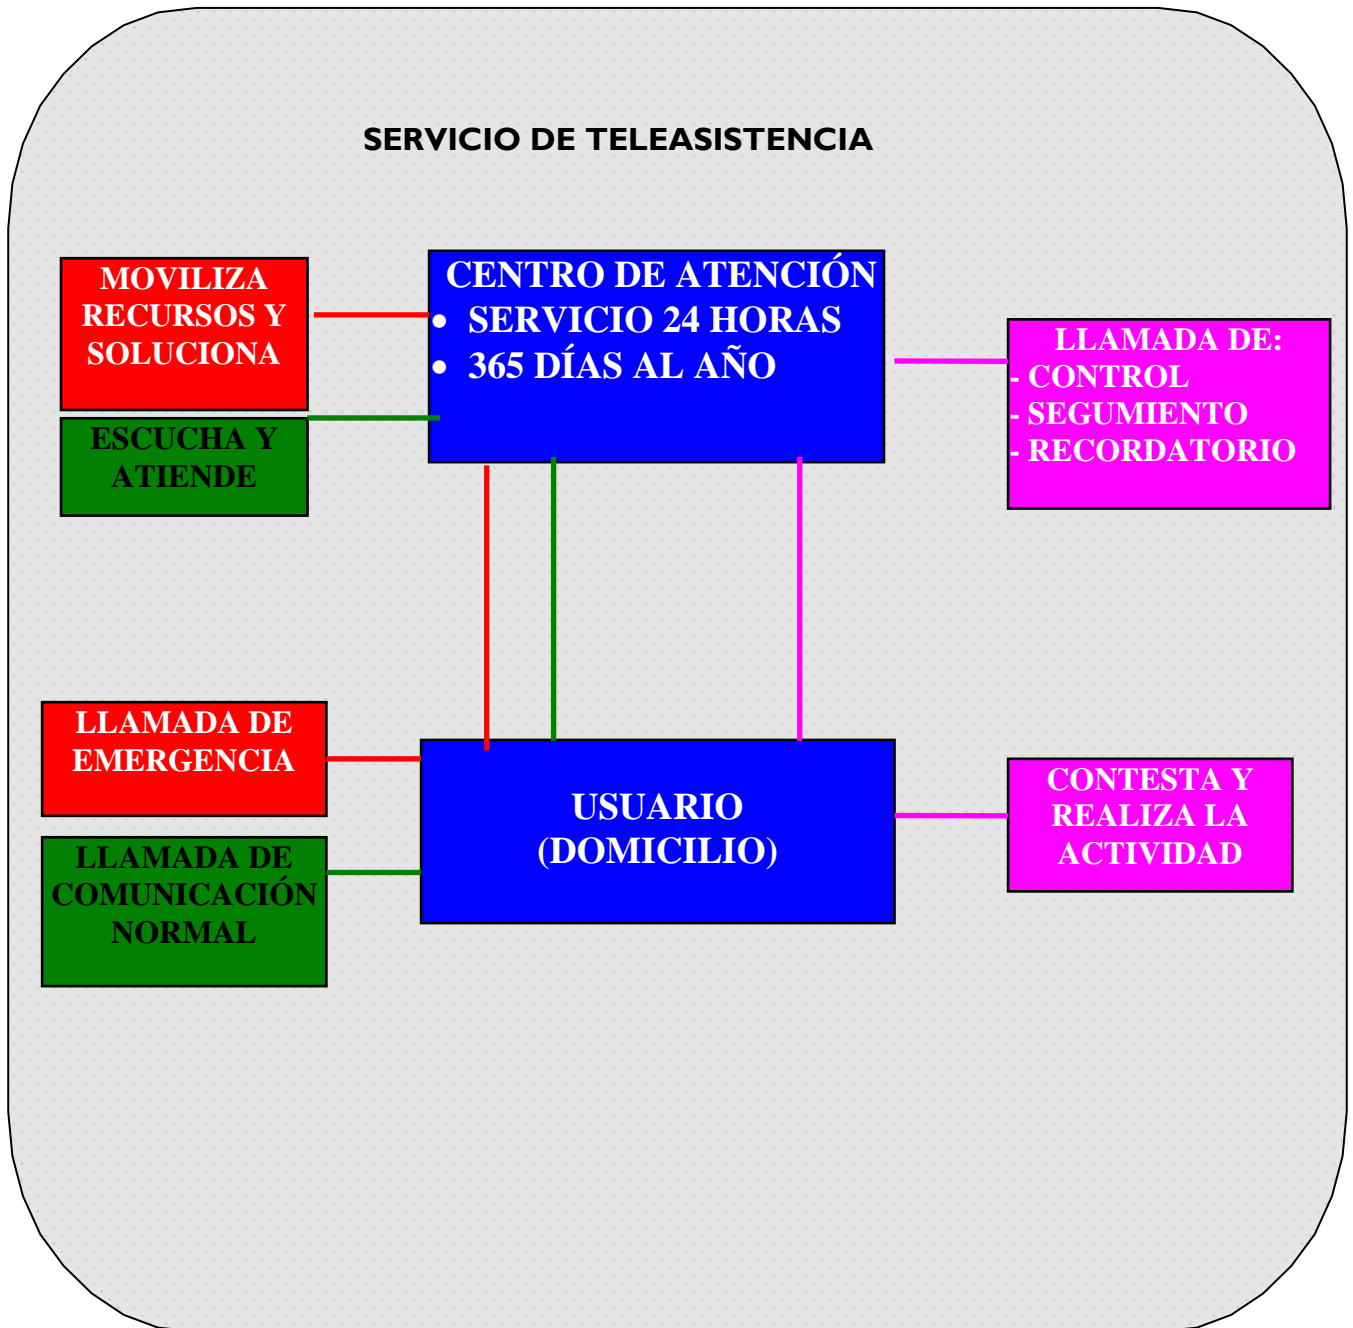 SERVICIO DE TELEASISTENCIA
MOVILIZA
RECURSOS Y
SOLUCIONA
ESCUCHA Y
ATIENDE
CENTRO DE ATENCIÓN
• SERVICIO 24 HORAS
• 365 DÍAS AL AÑO
LLAMADA DE:
- CONTROL
- SEGUMIENTO
- RECORDATORIO
LLAMADA DE
EMERGENCIA
LLAMADA DE
COMUNICACIÓN
NORMAL
USUARIO
(DOMICILIO)
CONTESTA Y
REALIZA LA
ACTIVIDAD